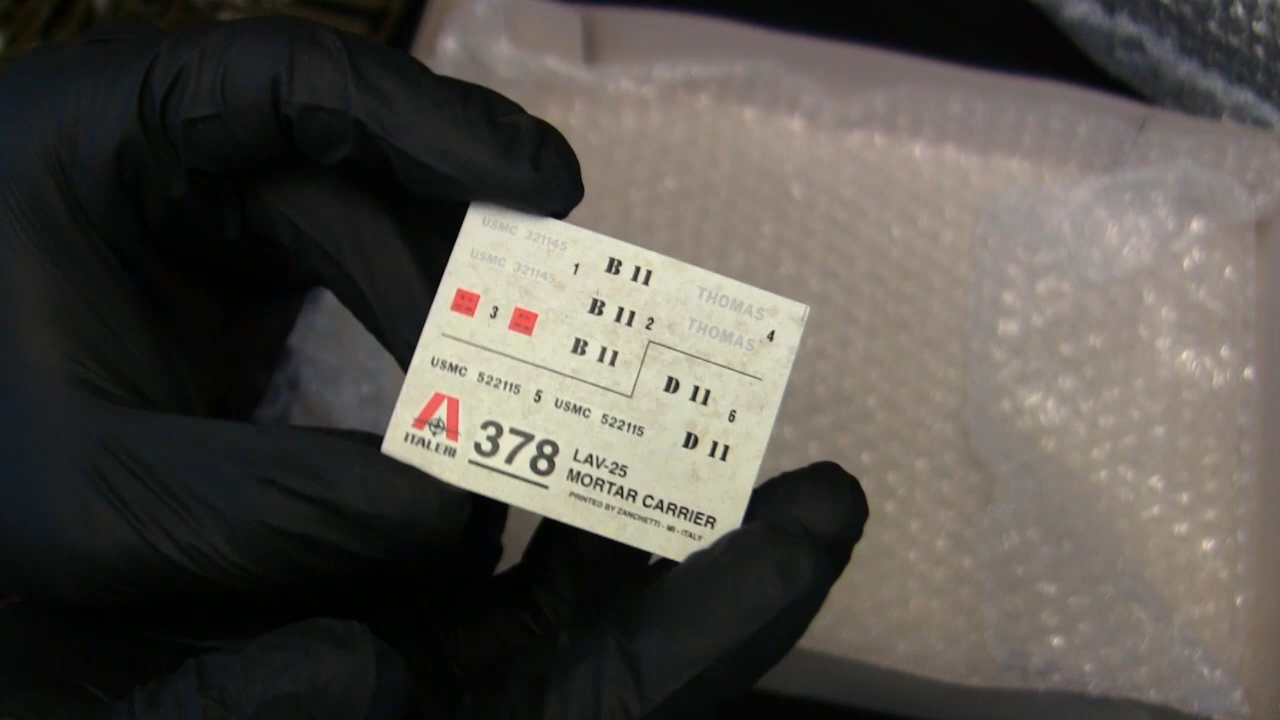 USMC 321145
USMC 321145
1
B 11
B 11
2
B 11
THOMAS
THOMAS
4
3
USMC 522115
5
USMC 522115
D 11
6
D 11
ITALERI
378
LAV-25
MORTAR CARRIER
PRINTED BY ZANCHETTI - MI - ITALY